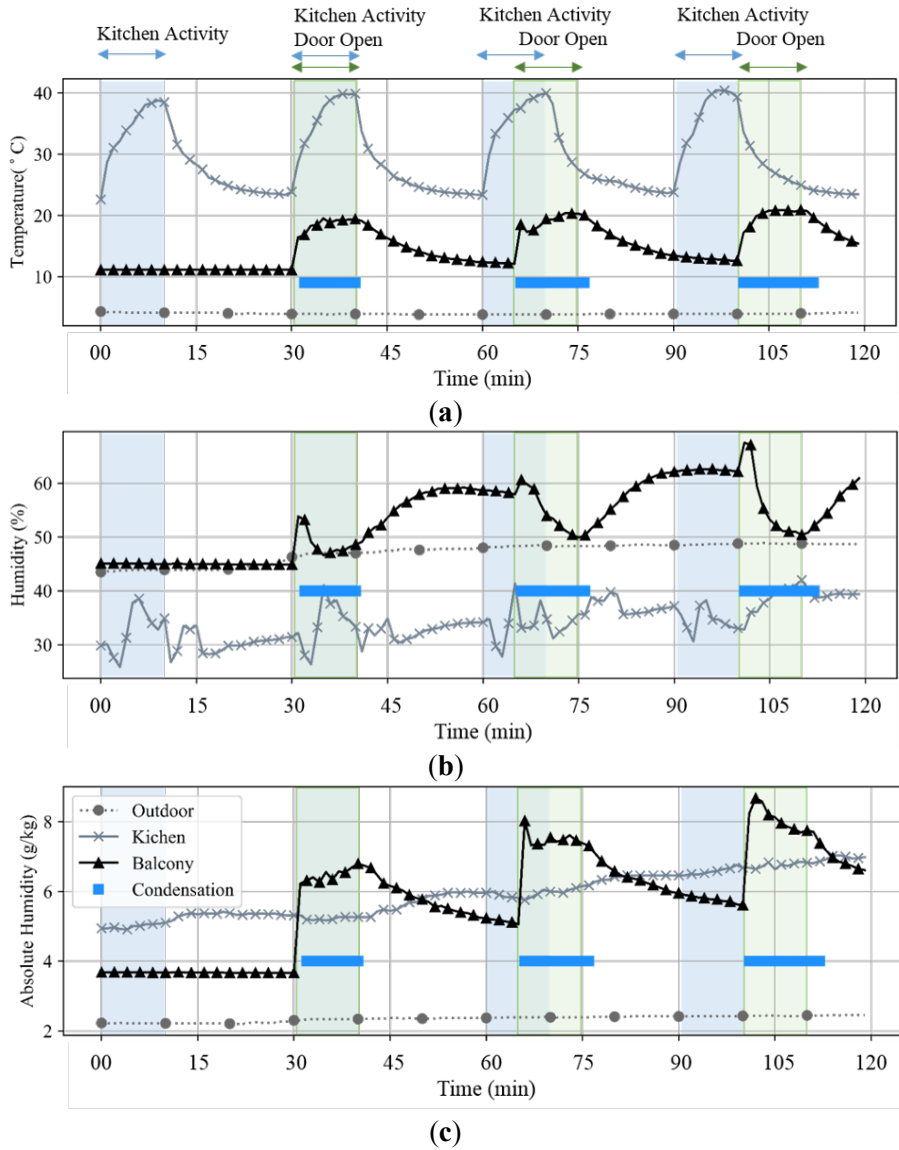 Kitchen Activity
Kitchen Activity
Door Open
Kitchen Activity
Door Open
Kitchen Activity
Door Open
Temperature(˚C)
40
30
20
10
00 15 30 45 60 75 90 105 120
Time (min)
(a)
Humidity (%)
60
50
40
30
00 15 30 45 60 75 90 105 120
Time (min)
(b)
Absolute Humidity (g/kg)
8
6
4
2
Outdoor
Kichen
Balcony
Condensation
00 15 30 45 60 75 90 105 120
Time (min)
(c)